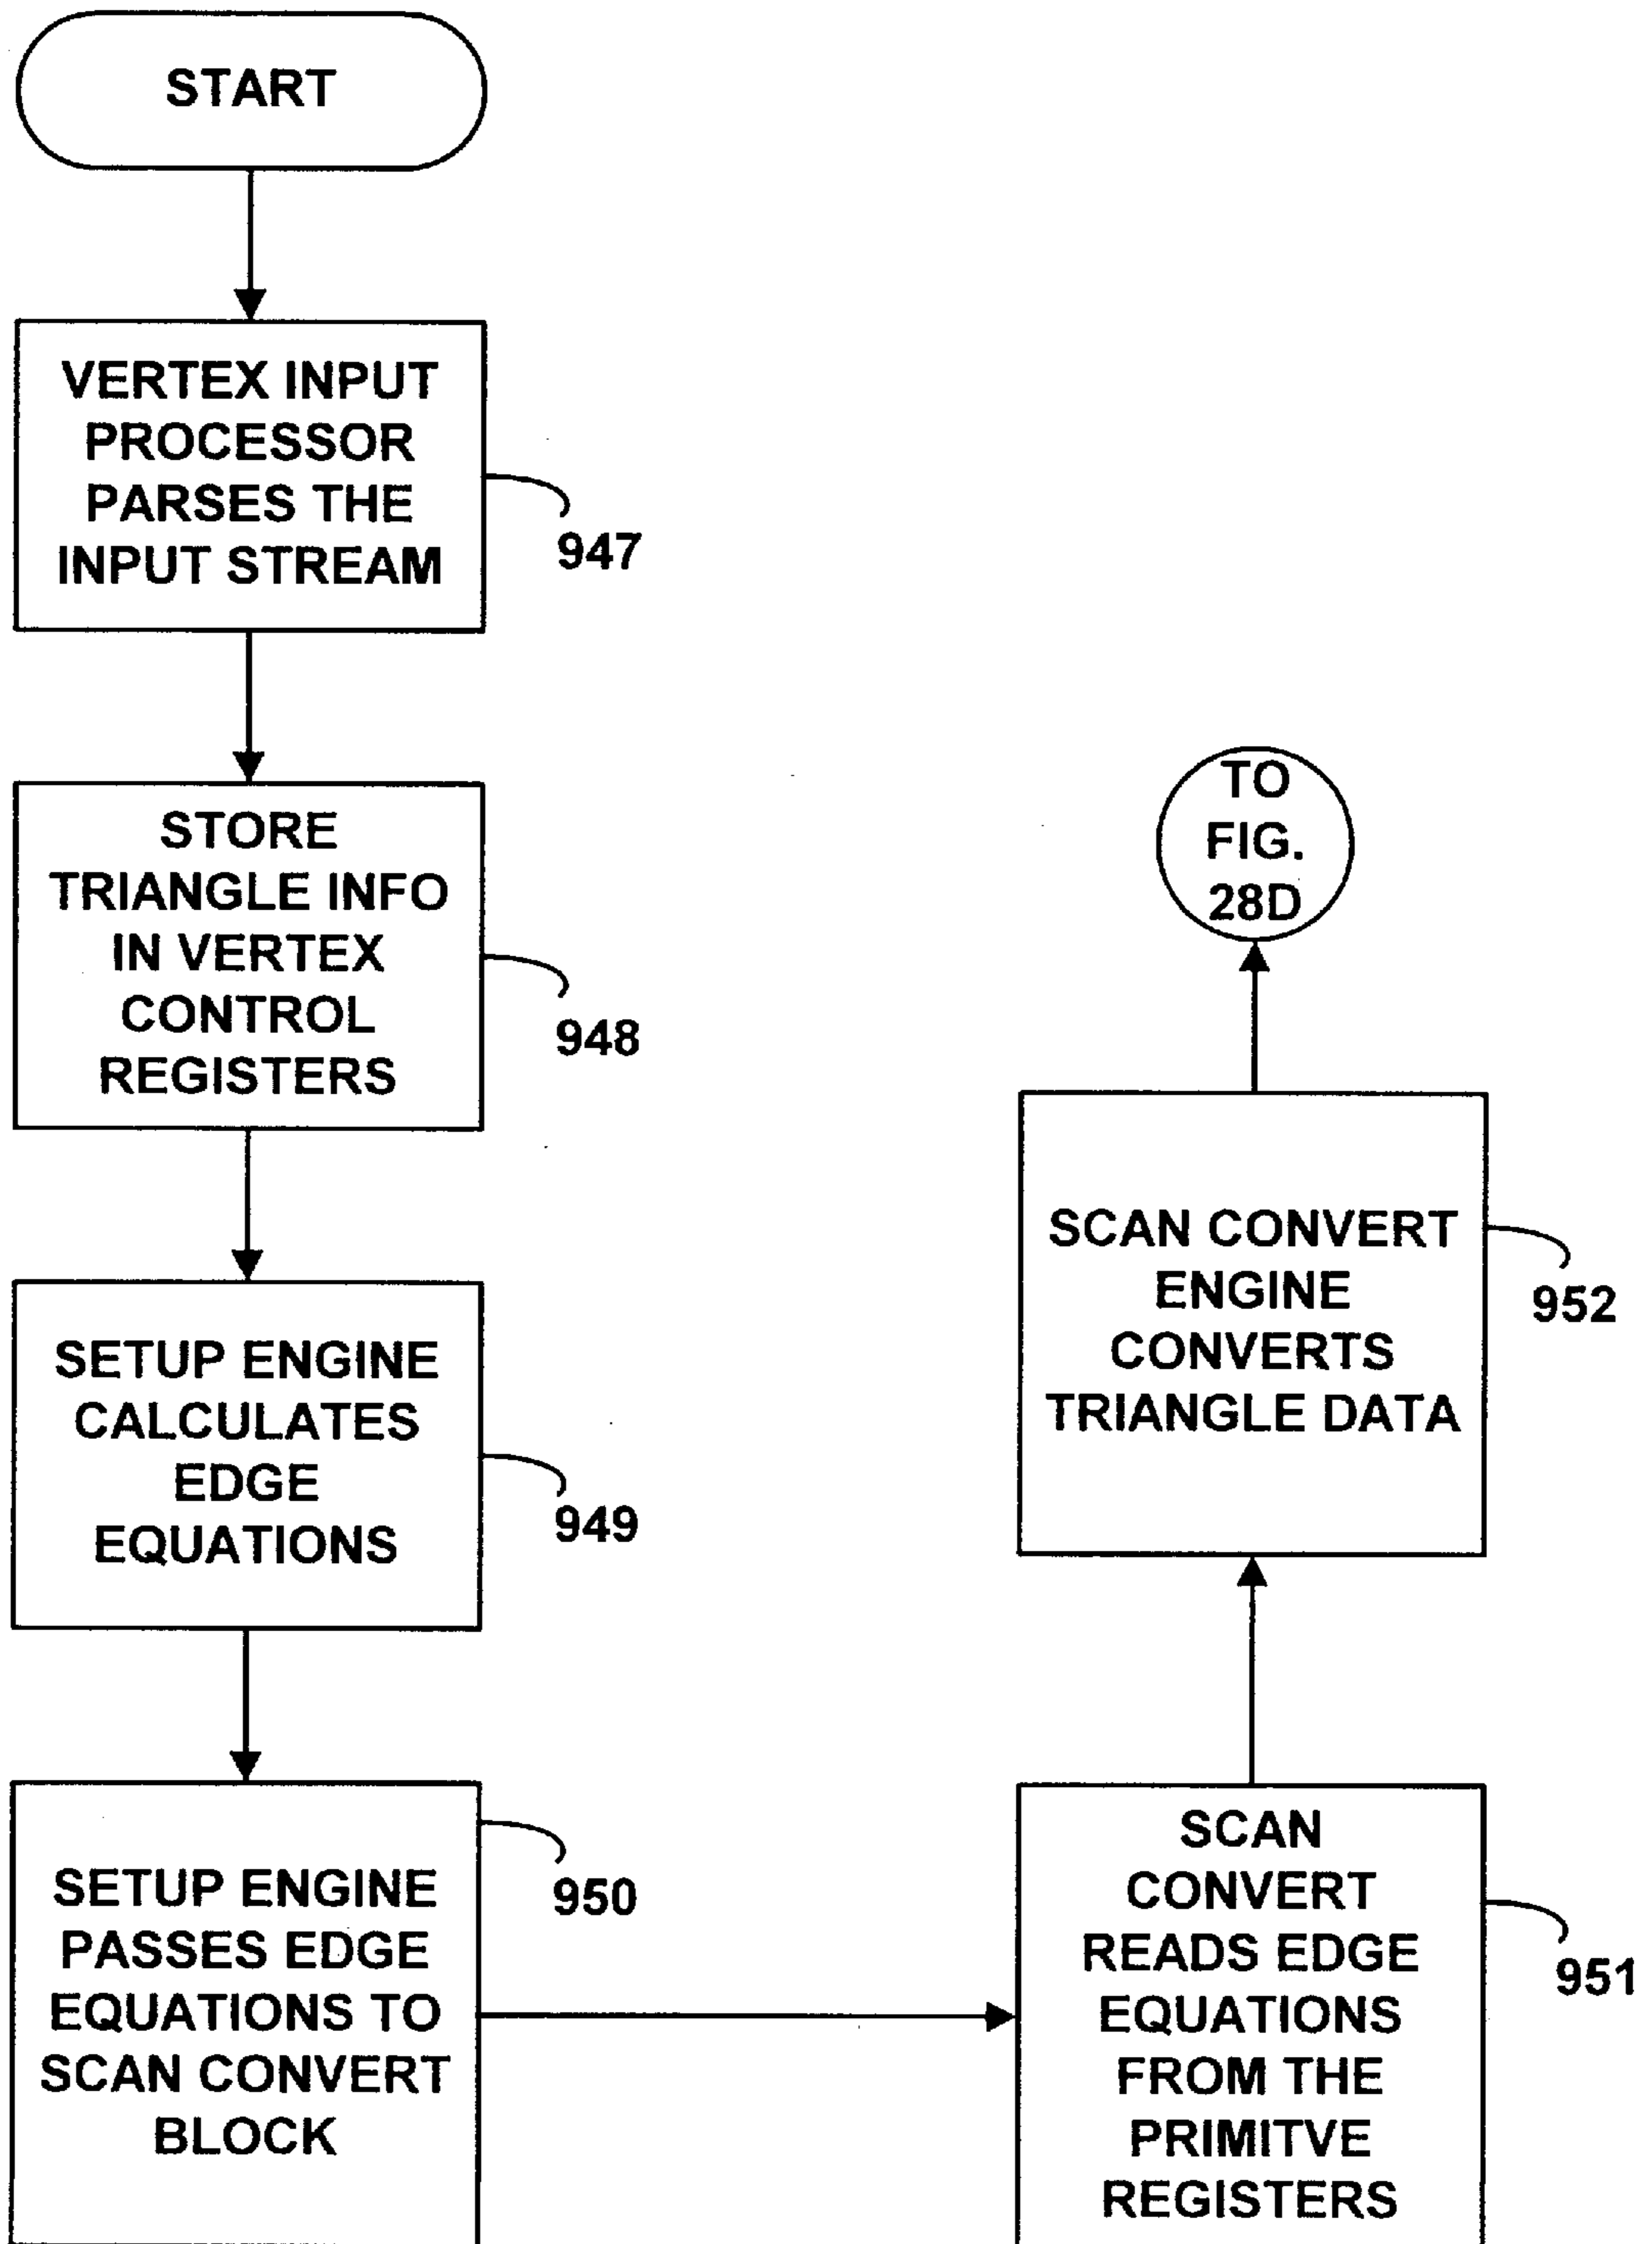 START
VERTEX INPUT
PROCESSOR
PARSES THE
INPUT STREAM
947
STORE
TRIANGLE INFO
IN VERTEX
CONTROL
REGISTERS
948
SETUP ENGINE
CALCULATES
EDGE
EQUATIONS
949
SETUP ENGINE
PASSES EDGE
EQUATIONS TO
SCAN CONVERT
BLOCK
950
SCAN
CONVERT
READS EDGE
EQUATIONS
FROM THE
PRIMITVE
REGISTERS
951
SCAN CONVERT
ENGINE
CONVERTS
TRIANGLE DATA
952
TO
FIG.
28D